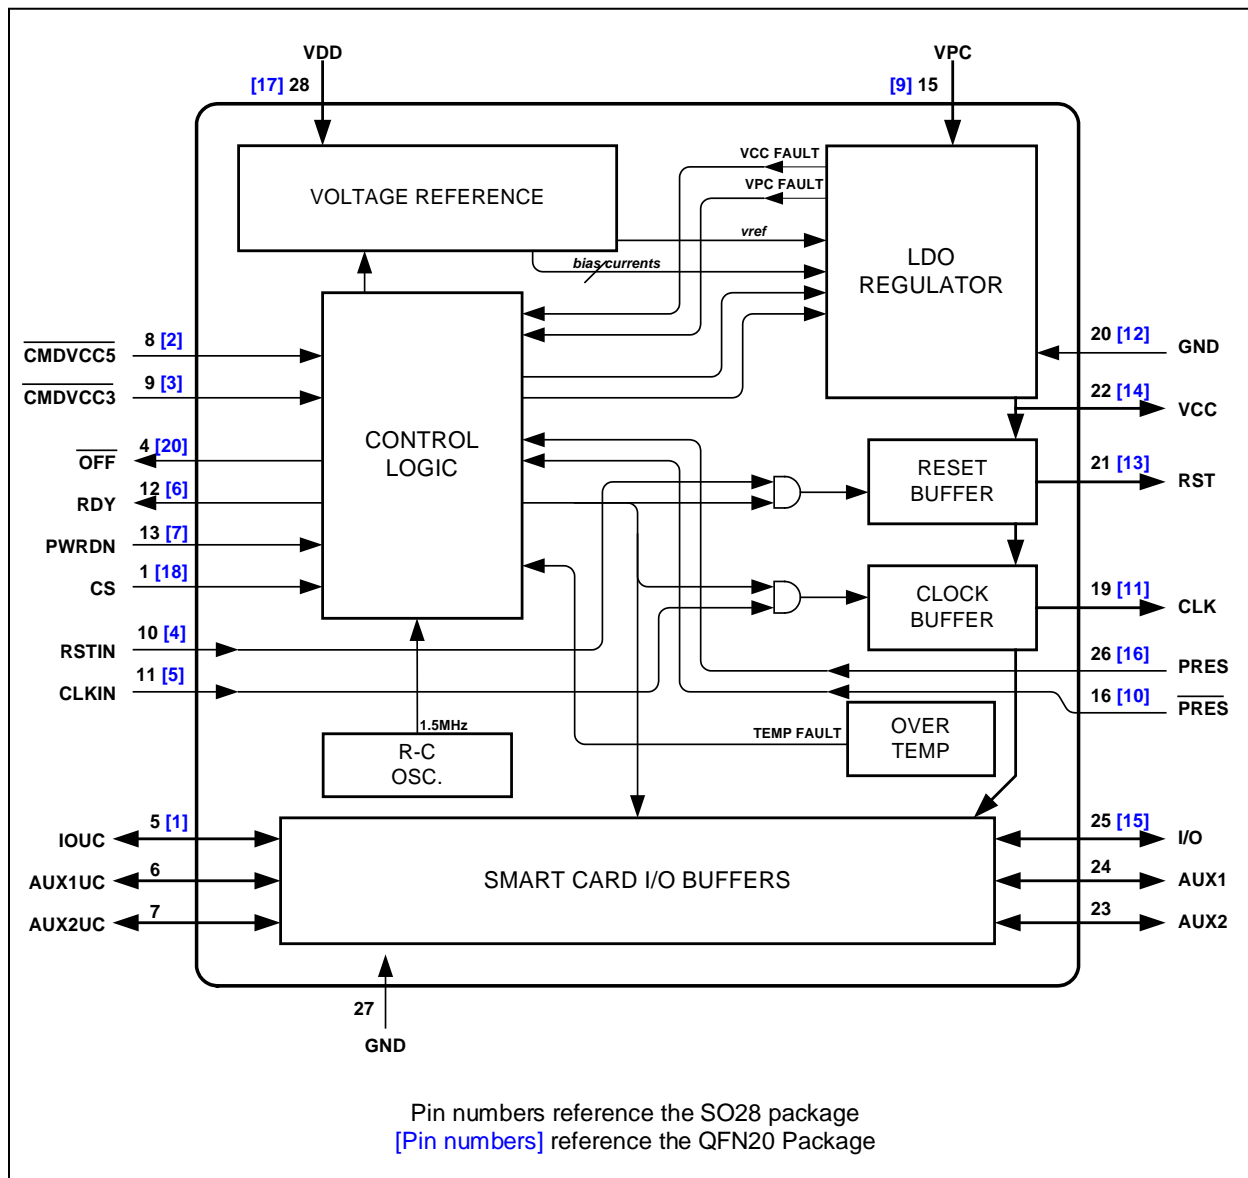 VDD
VPC
[17] 28
[9] 15
VCC FAULT
VPC FAULT
VOLTAGE REFERENCE
vref
bias currents
LDO
REGULATOR
CMDVCC5
8 [2]
CMDVCC3
9 [3]
20 [12]
GND
22 [14]
VCC
OFF
4 [20]
CONTROL
LOGIC
RESET
BUFFER
21 [13]
RST
RDY
12 [6]
PWRDN
13 [7]
CS
1 [18]
CLOCK
BUFFER
19 [11]
CLK
RSTIN
10 [4]
26 [16]
PRES
CLKIN
11 [5]
16 [10]
PRES
1.5MHz
R-C
OSC.
TEMP FAULT
OVER
TEMP
IOUC
5 [1]
25 [15]
I/O
AUX1UC
6
SMART CARD I/O BUFFERS
24
AUX1
AUX2UC
7
23
AUX2
27
GND
Pin numbers reference the SO28 package
[Pin numbers] reference the QFN20 Package